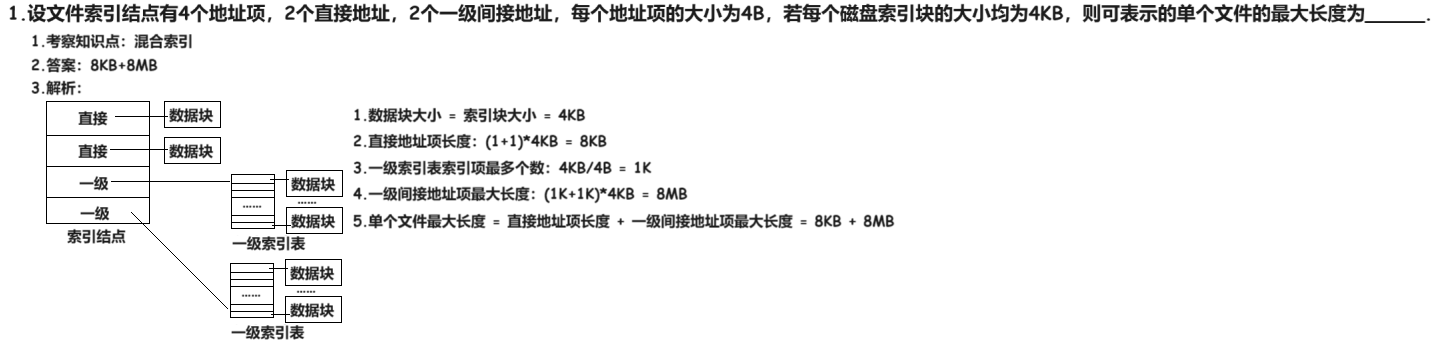 1.设文件索引结点有4个地址项，2个直接地址，2个一级间接地址，每个地址项的大小为4B，若每个磁盘索引块的大小均为4KB，则可表示的单个文件的最大长度为______.
1.考察知识点：混合索引
2.答案：8KB+8MB
3.解析：
直接
数据块
直接
数据块
一级
一级
索引结点
……
数据块
……
数据块
一级索引表
……
数据块
……
数据块
一级索引表
1.数据块大小 = 索引块大小 = 4KB
2.直接地址项长度：(1+1)*4KB = 8KB
3.一级索引表索引项最多个数：4KB/4B = 1K
4.一级间接地址项最大长度：(1K+1K)*4KB = 8MB
5.单个文件最大长度 = 直接地址项长度 + 一级间接地址项最大长度 = 8KB + 8MB